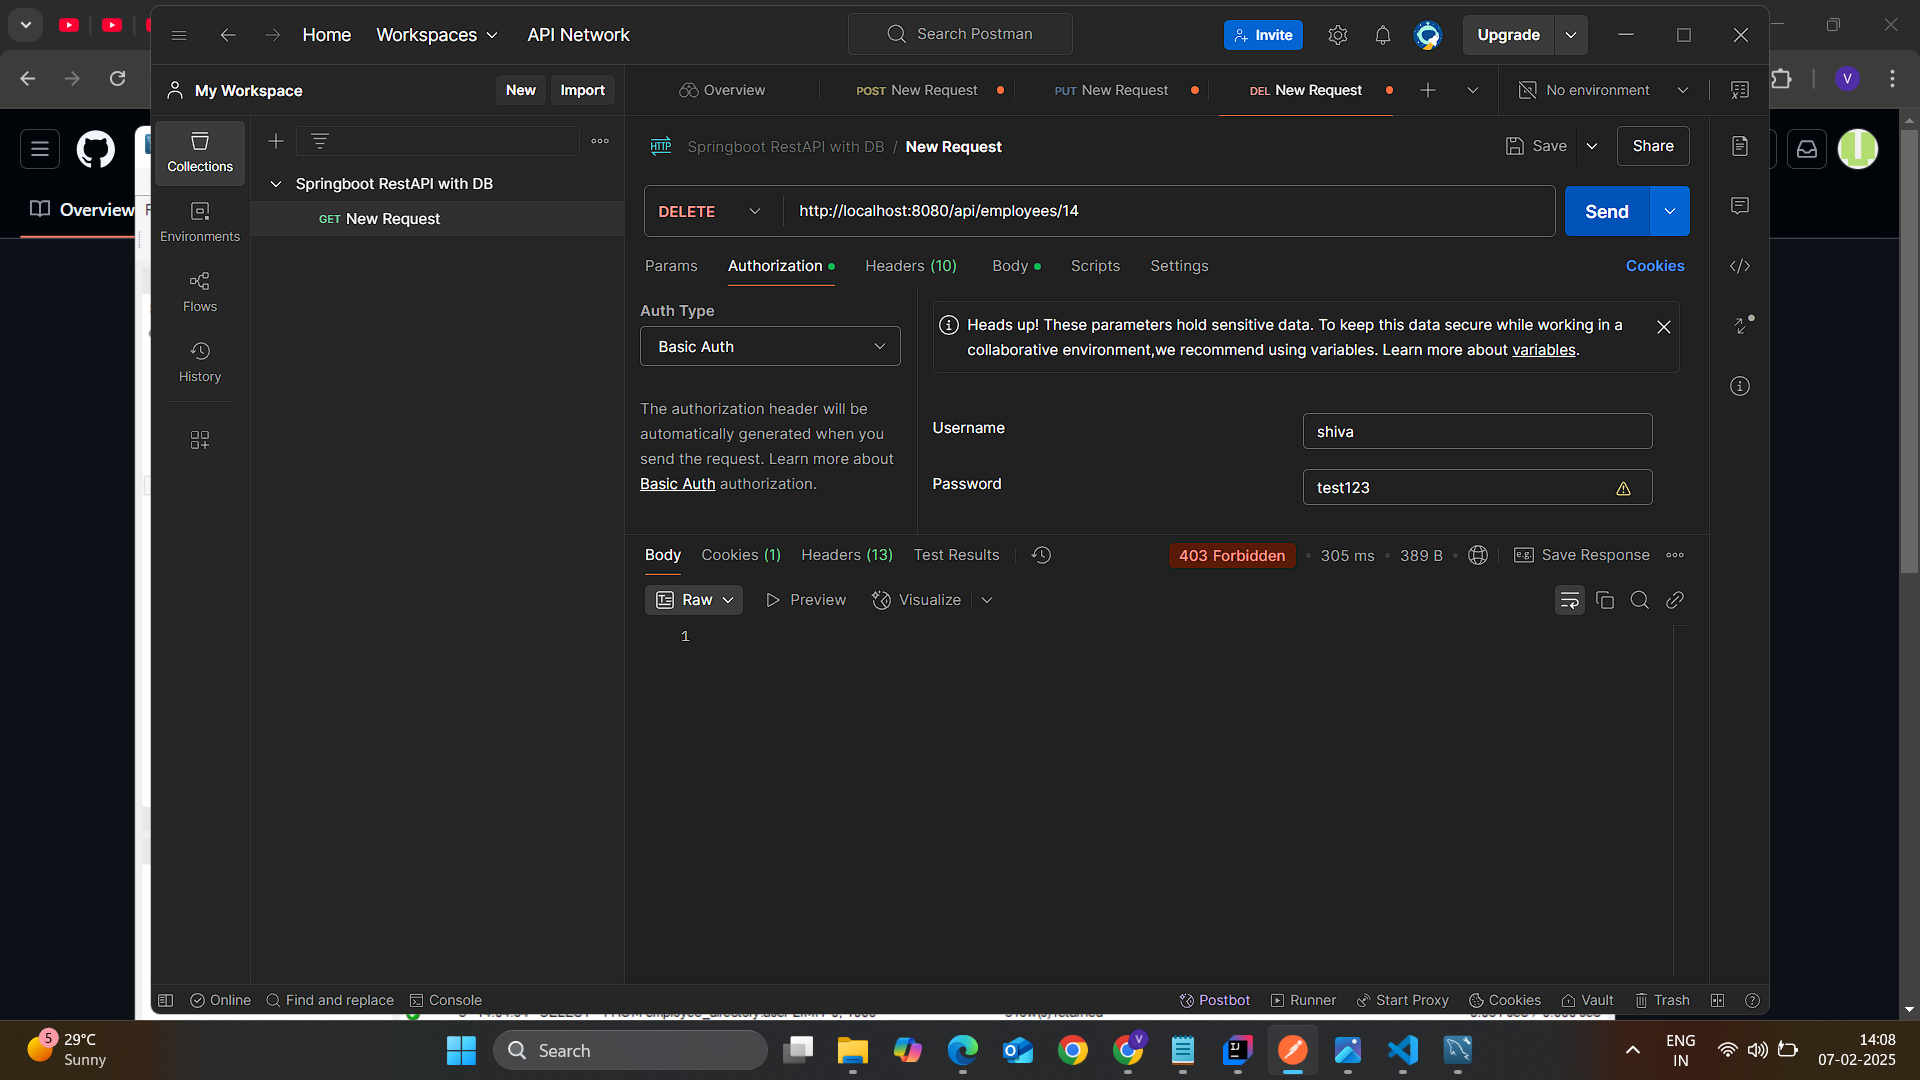 Home
Workspaces
API Network
Search Postman
Invite
Upgrade
My Workspace
New
Import
Overview
POST New Request
PUT New Request
DEL New Request
No environment
V
Collections
Environments
Flows
History
Overview
Springboot RestAPI with DB
GET New Request
HTTP
Springboot RestAPI with DB / New Request
Save
Share
DELETE
http://localhost:8080/api/employees/14
Send
Params
Authorization
Headers (10)
Body
Scripts
Settings
Cookies
Auth Type
Basic Auth
The authorization header will be
automatically generated when you
send the request. Learn more about
Basic Auth authorization.
Heads up! These parameters hold sensitive data. To keep this data secure while working in a
collaborative environment,we recommend using variables. Learn more about variables.
Username
shiva
Password
test123
Body
Cookies (1)
Headers (13)
Test Results
403 Forbidden
305 ms
389 B
e.g.
Save Response
Raw
Preview
Visualize
1
Online
Find and replace
Console
Postbot
Runner
Start Proxy
Cookies
Vault
Trash
5
29°C
Sunny
Search
V
ENG
IN
14:08
07-02-2025